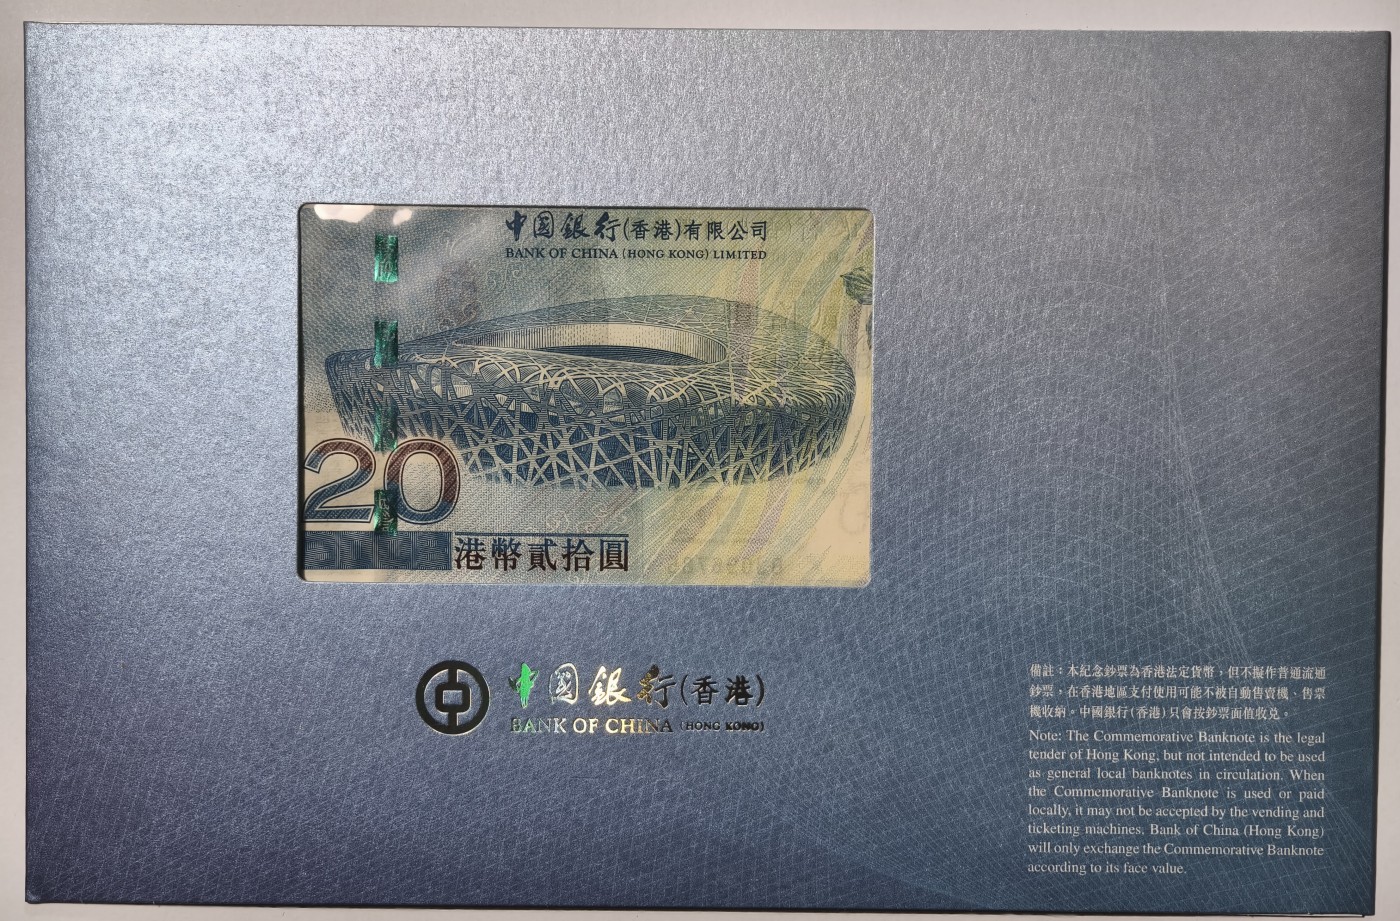 中国銀行(香港)有限公司
BANK OF CHINA (HONG KONG) LIMITED
20
港幣貳拾圓
中国銀行(香港)
BANK OF CHINA (HONG KONG)
備註：本紀念鈔票為香港法定貨幣，但不擬作普通流通
鈔票，在香港地區支付使用可能不被自動售賣機、售票
機收納。中國銀行(香港)只會按鈔票面值收兌。
Note: The Commemorative Banknote is the legal
tender of Hong Kong, but not intended to be used
as general local banknotes in circulation. When
the Commemorative Banknote is used or paid
locally, it may not be accepted by the vending and
ticketing machines. Bank of China (Hong Kong)
will only exchange the Commemorative Banknote
according to its face value.